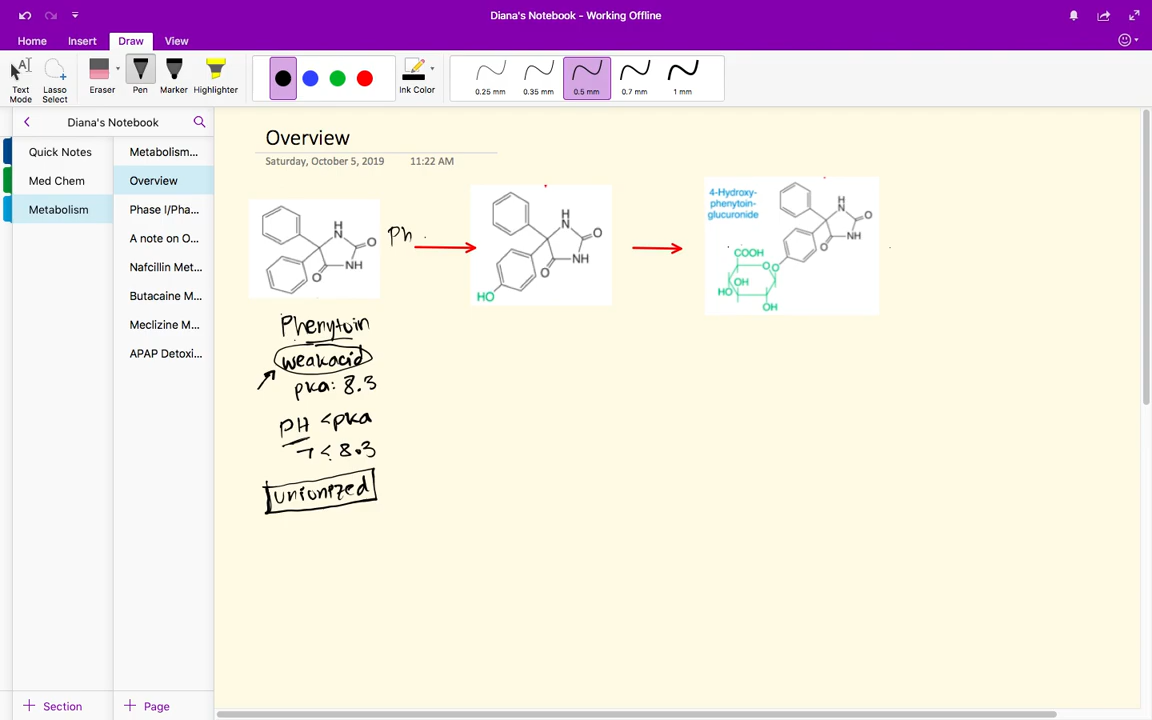 Diana's Notebook - Working Offline
Home Insert Draw View
Text Mode
Lasso Select
Eraser
Pen
Marker
Highlighter
Ink Color
0.25 mm
0.35 mm
0.5 mm
0.7 mm
1 mm
Diana's Notebook
Quick Notes
Med Chem
Metabolism
Metabolism...
Overview
Phase I/Pha...
A note on O...
Nafcillin Met...
Butacaine M...
Meclizine M...
APAP Detoxi...
+ Section
+ Page
Overview
Saturday, October 5, 2019 11:22 AM
H
N
O
NH
O
Phenytoin
weak acid
pka: 8.3
pH <pka
7 < 8.3
unionized
Ph
H
N
O
NH
O
HO
4-Hydroxy-
phenytoin-
glucuronide
H
N
O
NH
O
COOH
O
O
OH
HO
OH